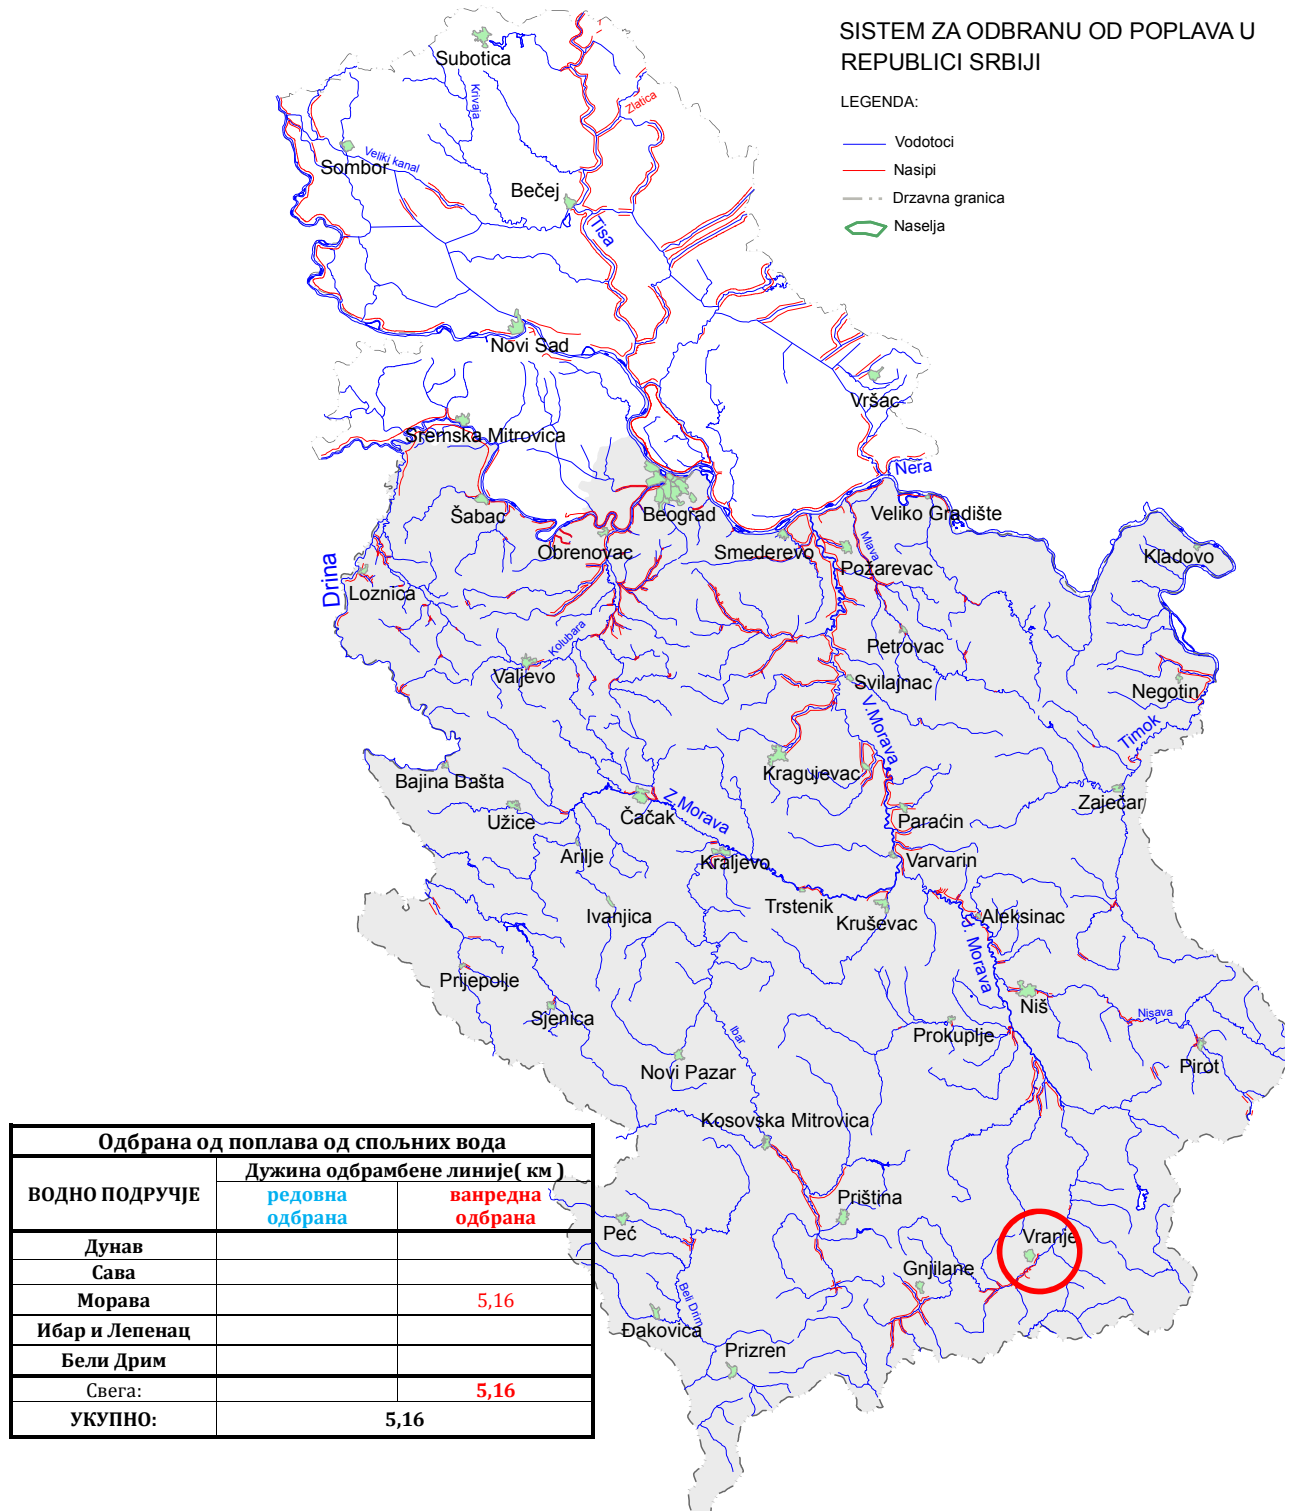 SISTEM ZA ODBRANU OD POPLAVA U
REPUBLICI SRBIJI
LEGENDA:
Vodotoci
Nasipi
Drzavna granica
Naselja
Subotica
Krivaja
Zlatica
Sombor
Veliki kanal
Bečej
Tisa
Novi Sad
Vršac
Sremska Mitrovica
Nera
Šabac
Beograd
Veliko Gradište
Obrenovac
Smederevo
Mlava
Kladovo
Požarevac
Drina
Loznica
Kolubara
Petrovac
Valjevo
Svilajnac
Negotin
V.Morava
Timok
Kragujevac
Bajina Bašta
Zaječar
Užice
Čačak
Z.Morava
Paraćin
Arilje
Kraljevo
Varvarin
Ivanjica
Trstenik
Kruševac
Aleksinac
J. Morava
Prijepolje
Sjenica
Niš
Nisava
Ibar
Prokuplje
Novi Pazar
Pirot
Kosovska Mitrovica
Priština
Peć
Vranje
Gnjilane
Beli Drim
Đakovica
Prizren
Одбрана од поплава од спољних вода
ВОДНО ПОДРУЧЈЕ
Дужина одбрамбене линије( км )
редовна одбрана
ванредна одбрана
Дунав
Сава
Морава 5,16
Ибар и Лепенац
Бели Дрим
Свега: 5,16
УКУПНО: 5,16